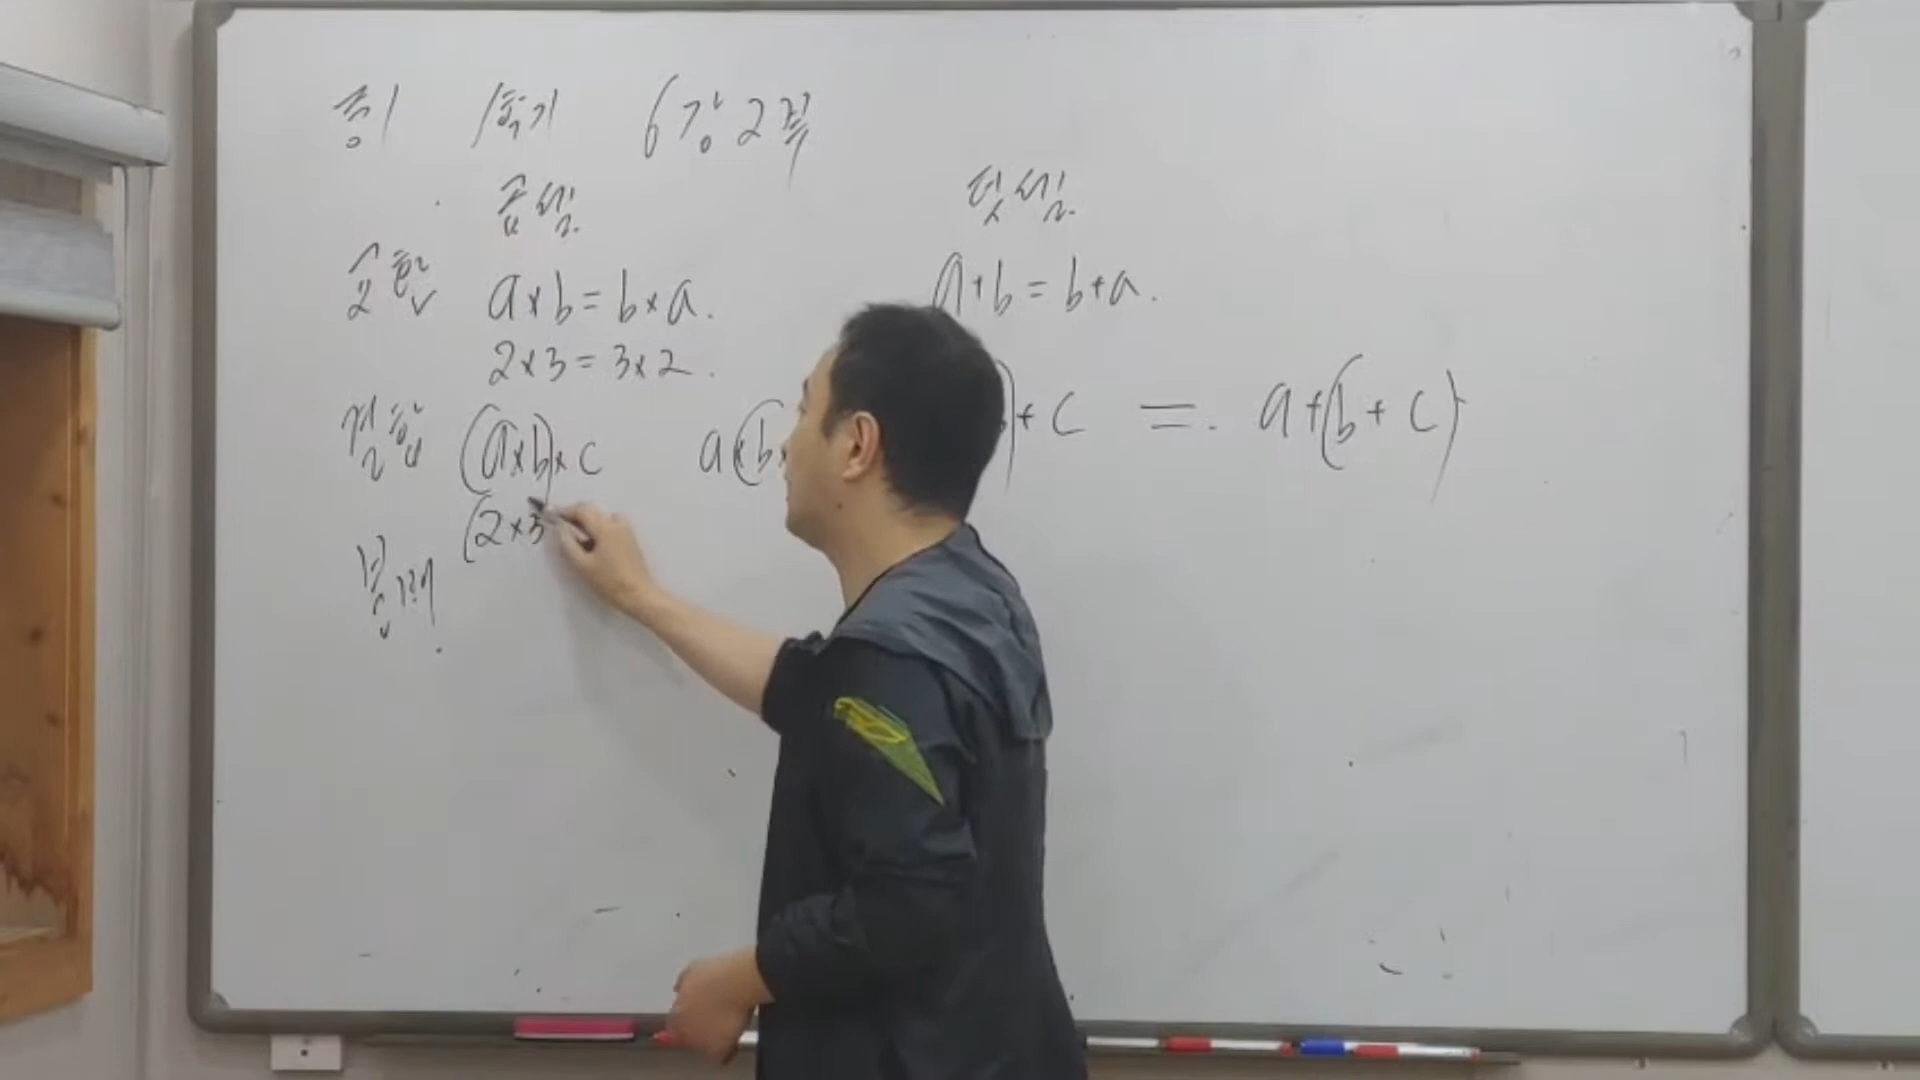 중1 1학기 6강 2쪽
곱셈 덧셈
교환 a×b=b×a. a+b=b+a.
2×3=3×2.
결합 (a×b)×c a×(b× )+c =. a+(b+c)
(2×3
분배.